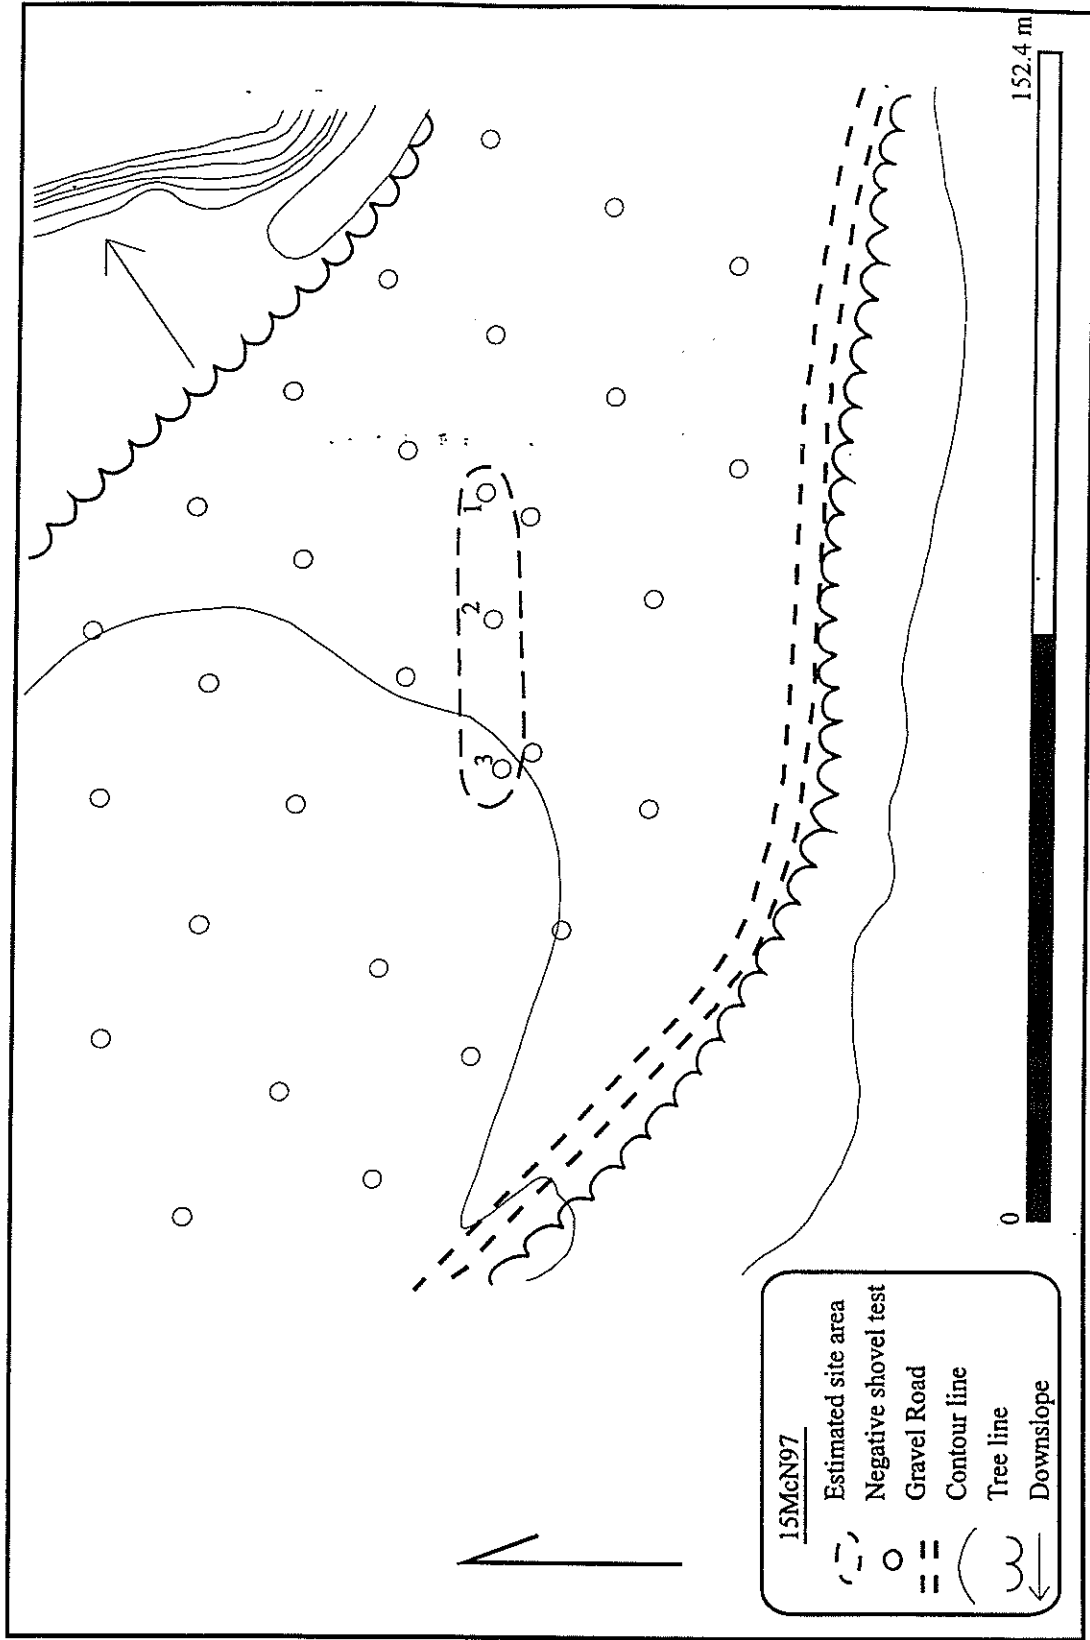 1
2
3
0
152.4 m
15McN97
Estimated site area
Negative shovel test
Gravel Road
Contour line
Tree line
Downslope